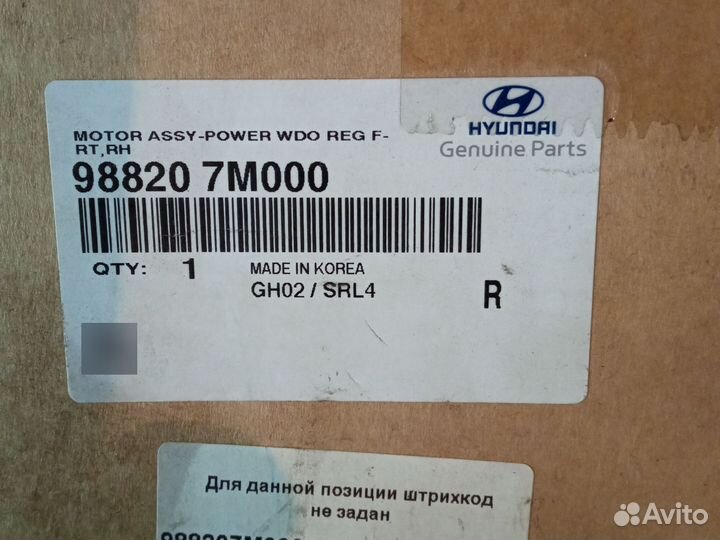 HYUNDAI
Genuine Parts
MOTOR ASSY-POWER WDO REG F-
RT,RH
98820 7M000
QTY: 1 MADE IN KOREA
GH02 / SRL4
R
Для данной позиции штрихкод
не задан
Avito